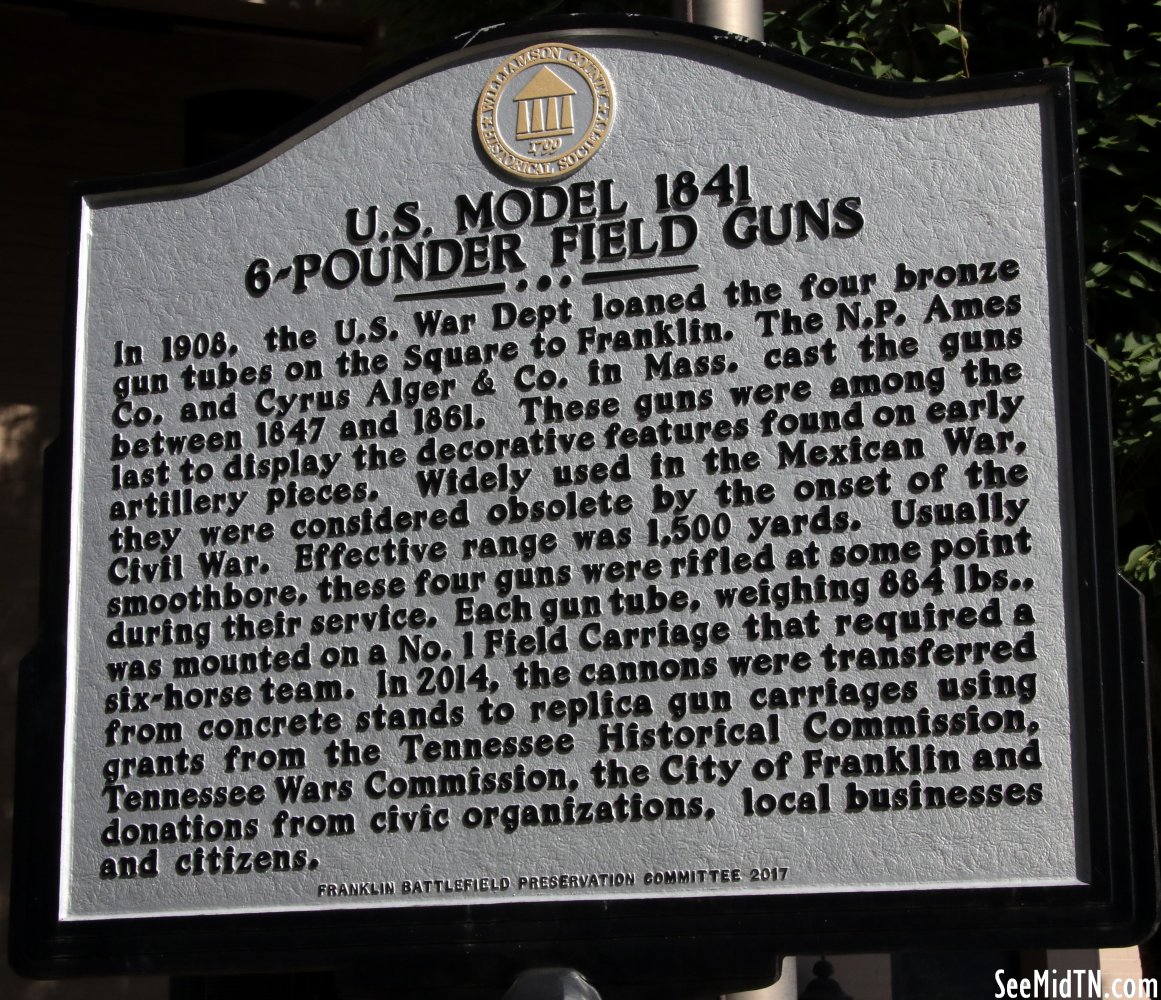 WILLIAMSON COUNTY
HISTORICAL SOCIETY
1799
U.S. MODEL 1841
6-POUNDER FIELD GUNS
In 1908, the U.S. War Dept loaned the four bronze
gun tubes on the Square to Franklin. The N.P. Ames
Co. and Cyrus Alger & Co. in Mass. cast the guns
between 1847 and 1861. These guns were among the
last to display the decorative features found on early
artillery pieces. Widely used in the Mexican War,
they were considered obsolete by the onset of the
Civil War. Effective range was 1,500 yards. Usually
smoothbore, these four guns were rifled at some point
during their service. Each gun tube, weighing 884 lbs.,
was mounted on a No. 1 Field Carriage that required a
six-horse team. In 2014, the cannons were transferred
from concrete stands to replica gun carriages using
grants from the Tennessee Historical Commission,
Tennessee Wars Commission, the City of Franklin and
donations from civic organizations, local businesses
and citizens.
FRANKLIN BATTLEFIELD PRESERVATION COMMITTEE 2017
SeeMidTN.com